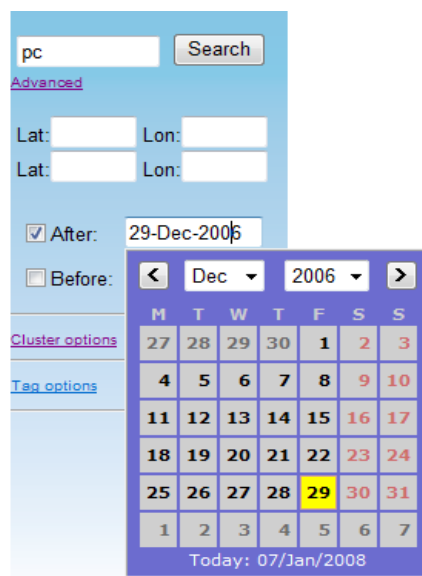 pc Search
Advanced
Lat: Lon:
Lat: Lon:
After: 29-Dec-2006
Before:
< Dec 2006 >
M T W T F S S
27 28 29 30 1 2 3
Cluster options
4 5 6 7 8 9 10
Tag options
11 12 13 14 15 16 17
18 19 20 21 22 23 24
25 26 27 28 29 30 31
1 2 3 4 5 6 7
Today: 07/Jan/2008